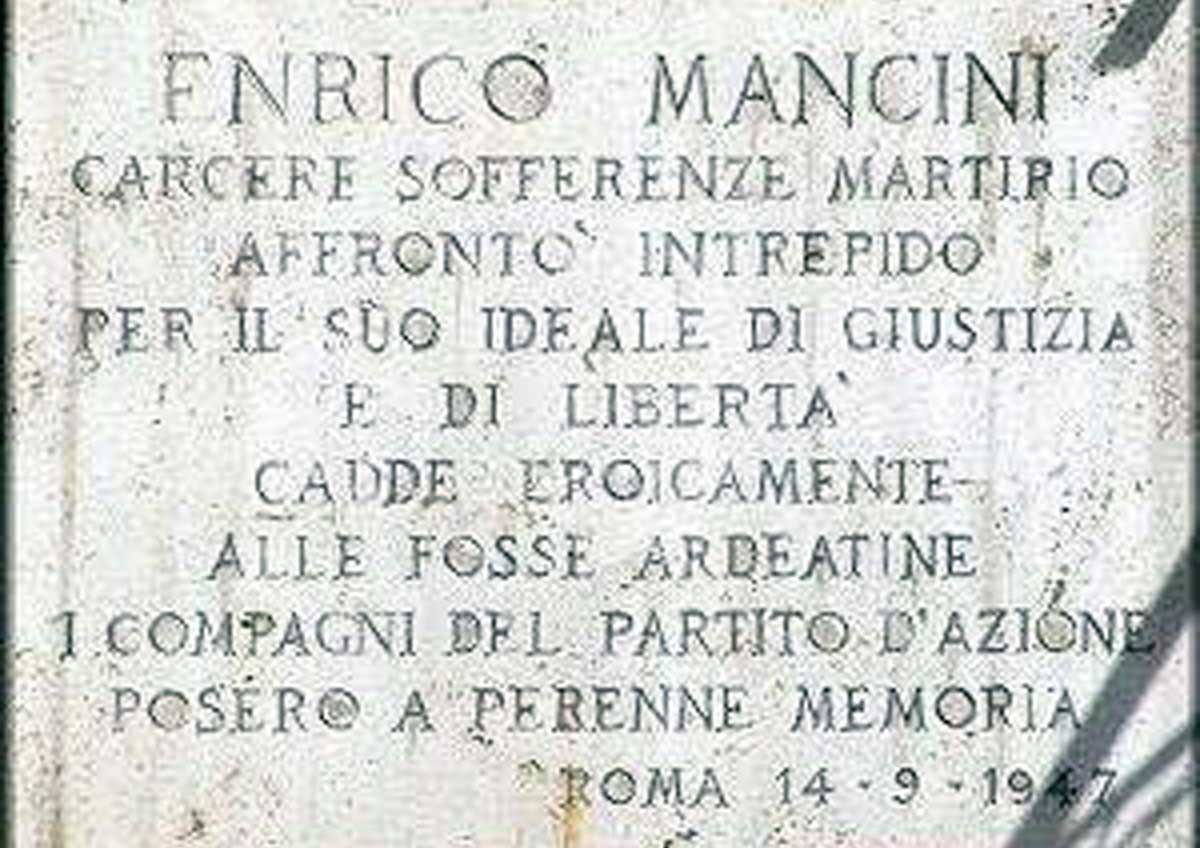 ENRICO MANCINI
CARCERE SOFFERENZE MARTIRIO
AFFRONTO' INTREPIDO
PER IL SUO IDEALE DI GIUSTIZIA
E DI LIBERTA'
CADDE EROICAMENTE
ALLE FOSSE ARDEATINE
I COMPAGNI DEL PARTITO D'AZIONE
POSERO A PERENNE MEMORIA
ROMA 14-9-1947